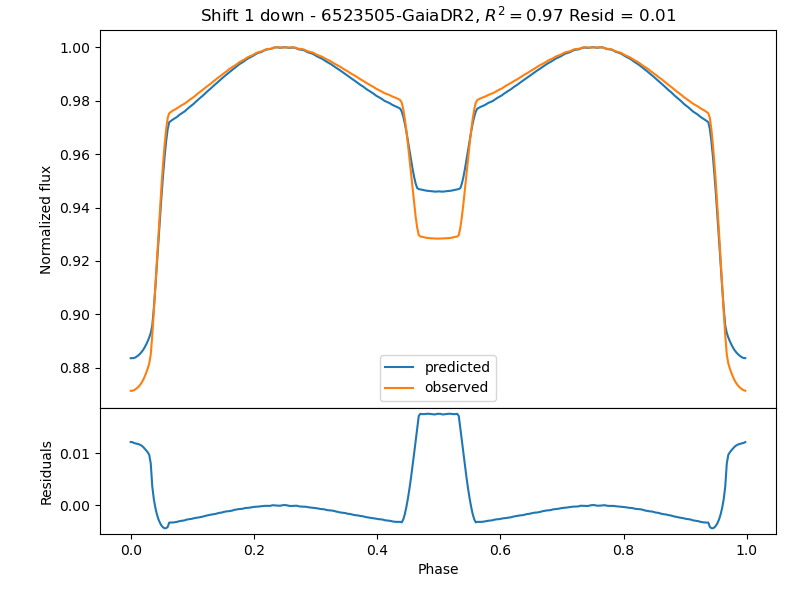 Shift 1 down - 6523505-GaiaDR2, R² = 0.97 Resid = 0.01
1.00
0.98
0.96
0.94
0.92
0.90
0.88
Normalized flux
predicted
observed
0.01
0.00
Residuals
0.0 0.2 0.4 0.6 0.8 1.0
Phase